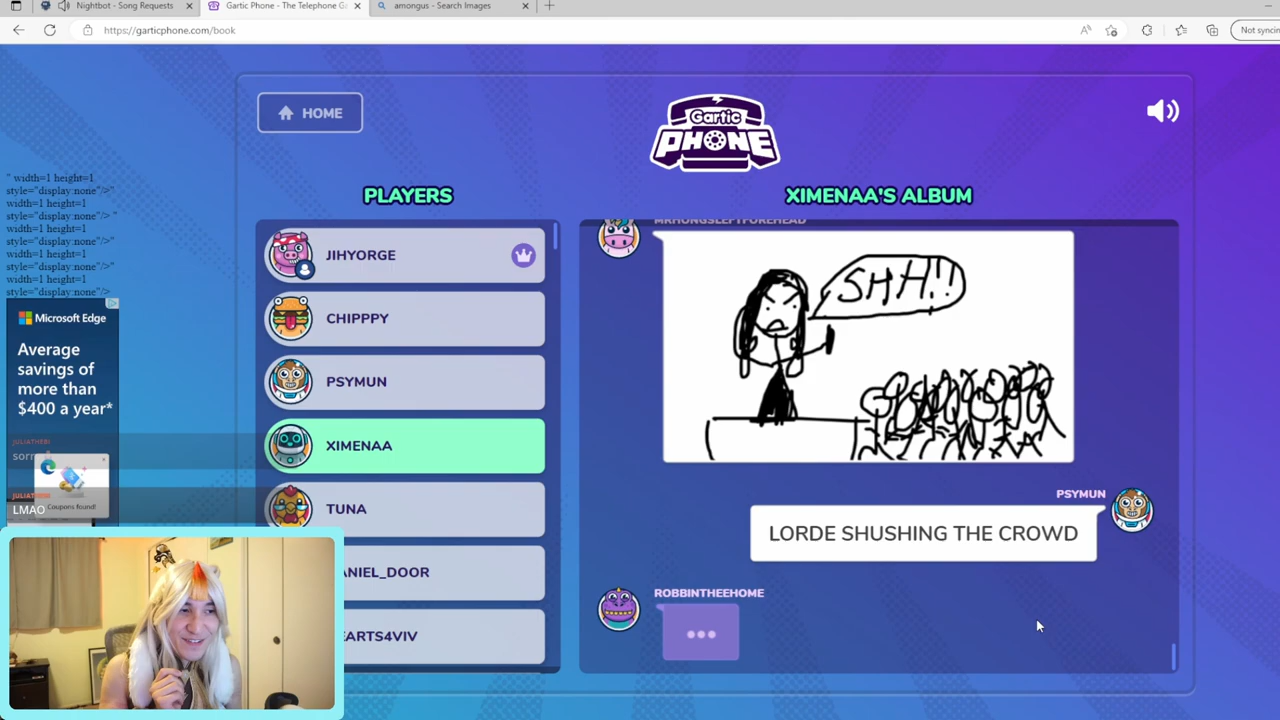 Nightbot - Song Requests
Gartic Phone - The Telephone Ga
amongus - Search Images
https://garticphone.com/book
Not syncing
HOME
Gartic
PHONE
PLAYERS
XIMENAA'S ALBUM
" width=1 height=1
style="display:none"/>"
width=1 height=1
style="display:none"/> "
width=1 height=1
style="display:none"/>"
width=1 height=1
style="display:none"/>"
width=1 height=1
style="display:none"/>
Microsoft Edge
Average
savings of
more than
$400 a year*
Coupons found!
JULIATHEBI
sorr
LMAO
JIHYORGE
CHIPPPY
PSYMUN
XIMENAA
TUNA
ANIEL_DOOR
EARTS4VIV
MRHONGSLEFTFOREHEAD
SHH!!
PSYMUN
LORDE SHUSHING THE CROWD
ROBBINTHEEHOME